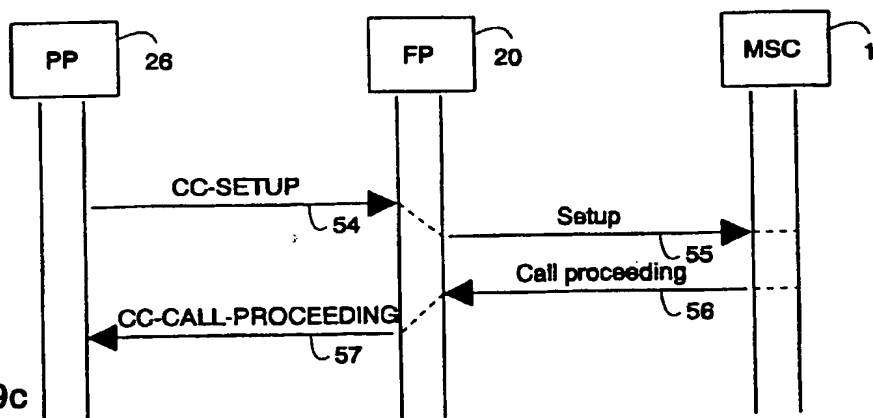 PP 26 FP 20 MSC 1
CC-SETUP
54
Setup
55
Call proceeding
56
CC-CALL-PROCEEDING
57
9c